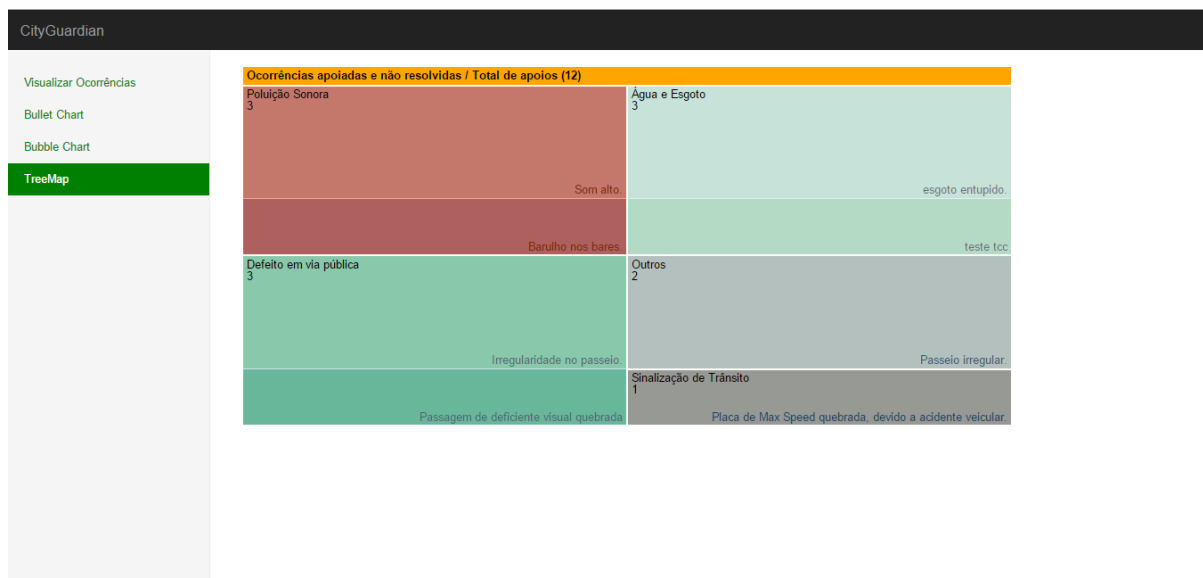 CityGuardian
Visualizar Ocorrências
Bullet Chart
Bubble Chart
TreeMap
Ocorrências apoiadas e não resolvidas / Total de apoios (12)
Poluição Sonora
3
Som alto.
Barulho nos bares.
Água e Esgoto
3
esgoto entupido.
teste tcc
Defeito em via pública
3
Irregularidade no passeio.
Passagem de deficiente visual quebrada
Outros
2
Passeio irregular.
Sinalização de Trânsito
1
Placa de Max Speed quebrada, devido a acidente veicular.